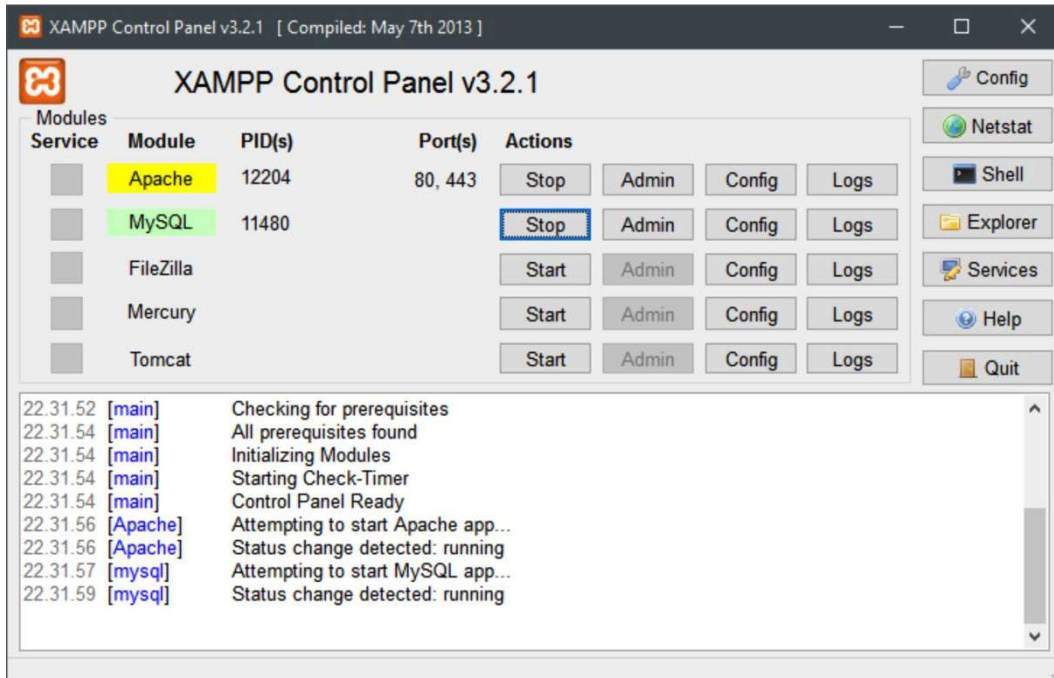 XAMPP Control Panel v3.2.1 [ Compiled: May 7th 2013 ]
XAMPP Control Panel v3.2.1
Config
Modules
Netstat
Service Module PID(s) Port(s) Actions
Apache 12204 80, 443 Stop Admin Config Logs
Shell
MySQL 11480 Stop Admin Config Logs
Explorer
FileZilla Start Admin Config Logs
Services
Mercury Start Admin Config Logs
Help
Tomcat Start Admin Config Logs
Quit
22.31.52 [main] Checking for prerequisites
22.31.54 [main] All prerequisites found
22.31.54 [main] Initializing Modules
22.31.54 [main] Starting Check-Timer
22.31.54 [main] Control Panel Ready
22.31.56 [Apache] Attempting to start Apache app...
22.31.56 [Apache] Status change detected: running
22.31.57 [mysql] Attempting to start MySQL app...
22.31.59 [mysql] Status change detected: running